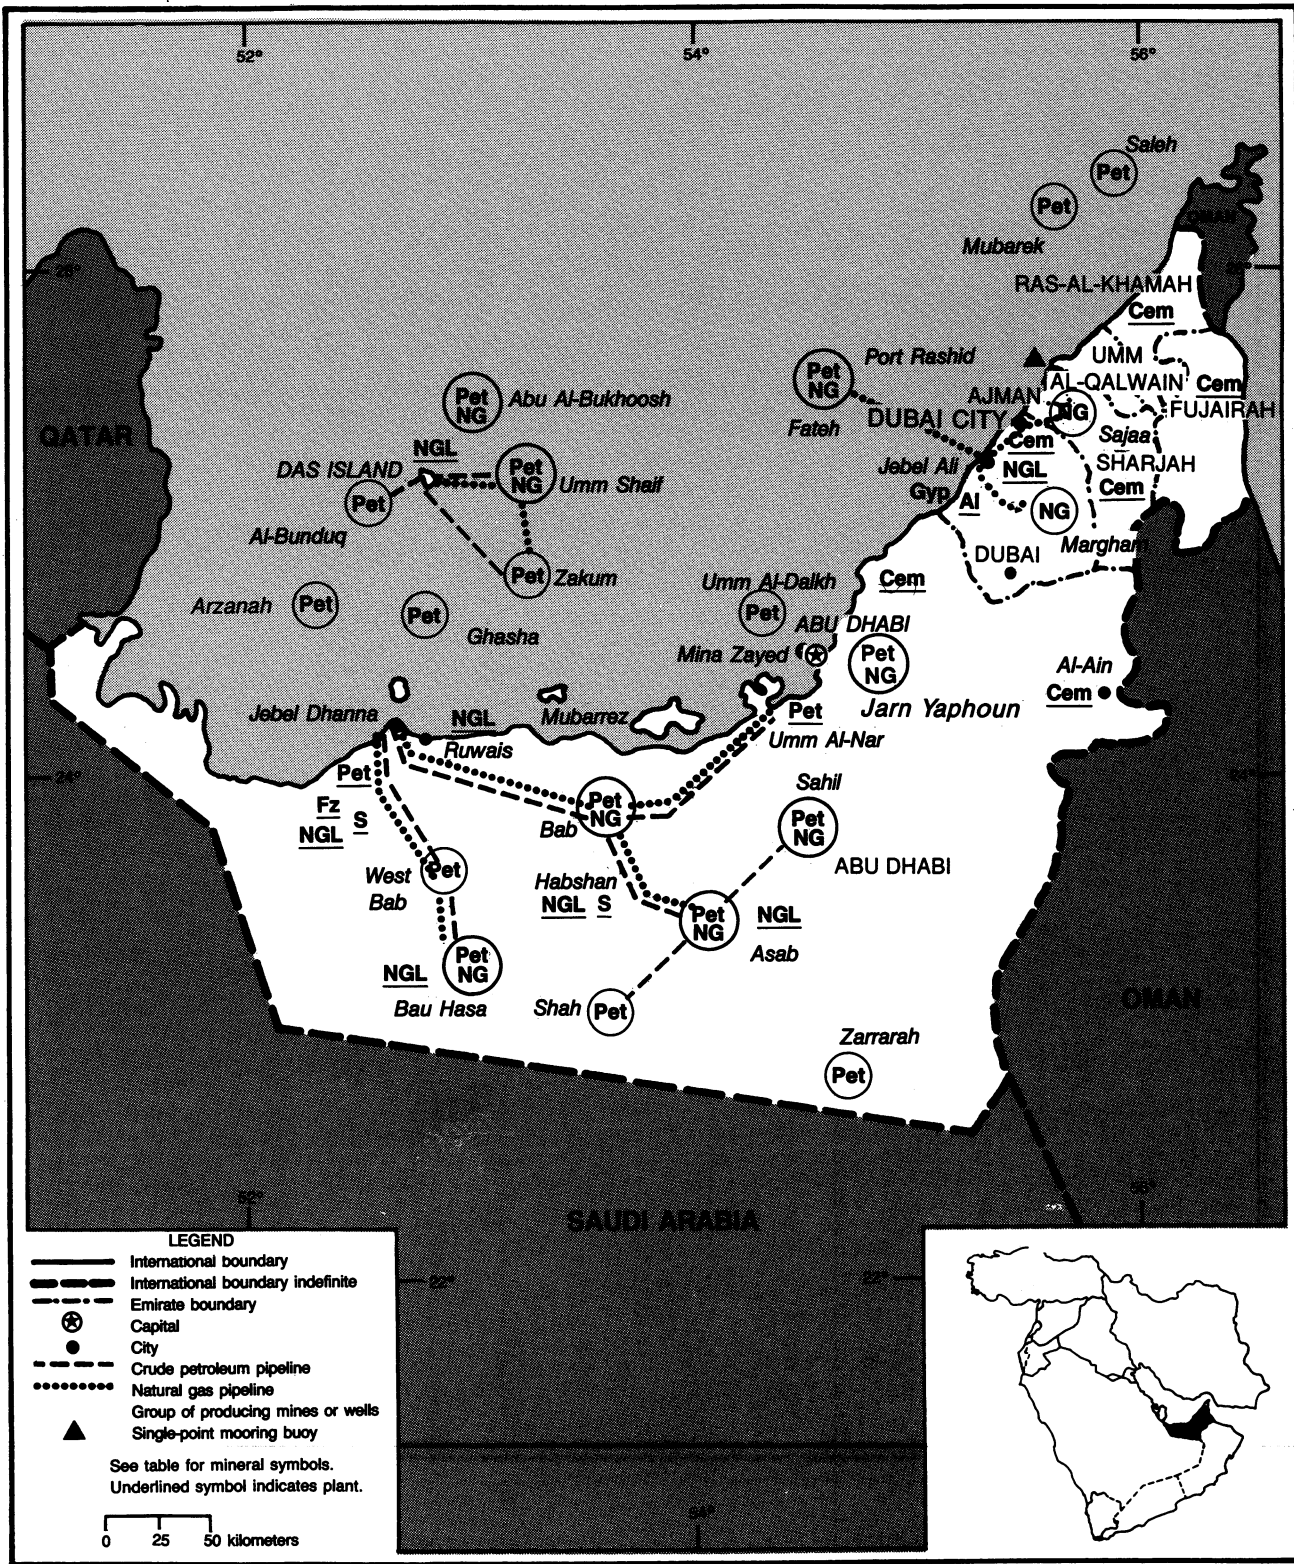 52°
54°
56°
Saleh
Pet
Pet
Mubarek
OMAN
26°
26°
RAS-AL-KHAMAH
Cem
Port Rashid
UMM
AL-QALWAIN
Cem
Pet
NG
Pet
NG
Abu Al-Bukhoosh
AJMAN
FUJAIRAH
QATAR
DUBAI CITY
NG
Fateh
Sajaa
NGL
Cem
DAS ISLAND
Jebel Ali
NGL
SHARJAH
Pet
NG
Umm Shaif
Gyp
Al
Cem
Pet
NG
Al-Bunduq
Margham
DUBAI
Pet
Zakum
Umm Al-Dalkh
Cem
Arzanah
Pet
Pet
Pet
Ghasha
ABU DHABI
Mina Zayed
Pet
NG
Al-Ain
Cem
Jebel Dhanna
NGL
Mubarrez
Pet
Jarn Yaphoun
Ruwais
Umm Al-Nar
24°
24°
Pet
Sahil
Fz
S
NGL
Pet
NG
Bab
Pet
NG
West
Bab
Pet
Habshan
NGL S
ABU DHABI
Pet
NG
NGL
Asab
Pet
NG
NGL
Bau Hasa
Shah
Pet
OMAN
Zarrarah
Pet
52°
56°
SAUDI ARABIA
22°
22°
54°
LEGEND
International boundary
International boundary indefinite
Emirate boundary
Capital
City
Crude petroleum pipeline
Natural gas pipeline
Group of producing mines or wells
Single-point mooring buoy
See table for mineral symbols.
Underlined symbol indicates plant.
0 25 50 kilometers